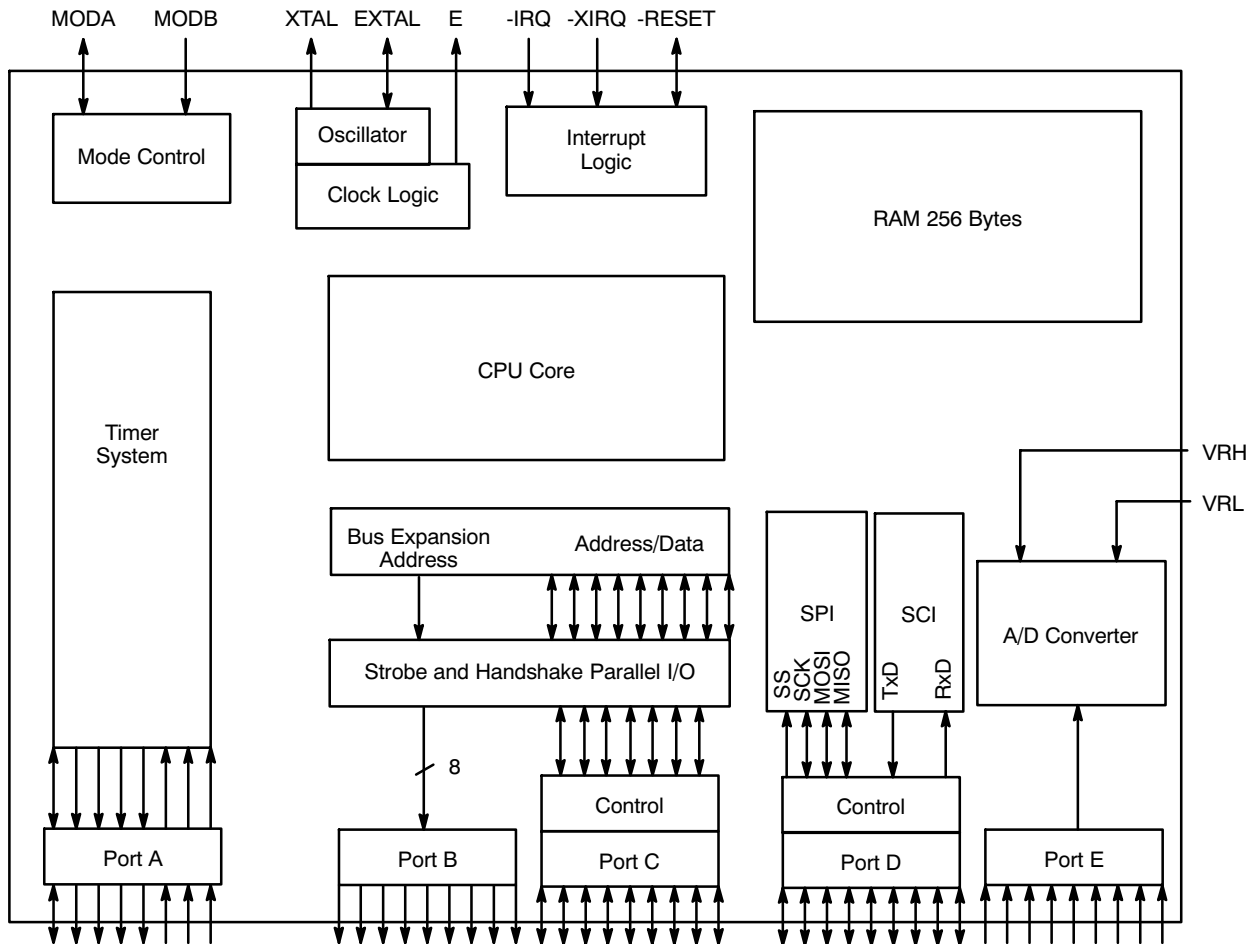 MODA MODB XTAL EXTAL E -IRQ -XIRQ -RESET
Mode Control
Oscillator
Clock Logic
Interrupt
Logic
RAM 256 Bytes
CPU Core
Timer
System
VRH
VRL
Bus Expansion
Address
Address/Data
Strobe and Handshake Parallel I/O
SPI
SS
SCK
MOSI
MISO
SCI
TxD
RxD
A/D Converter
8
Control
Control
Port A
Port B
Port C
Port D
Port E